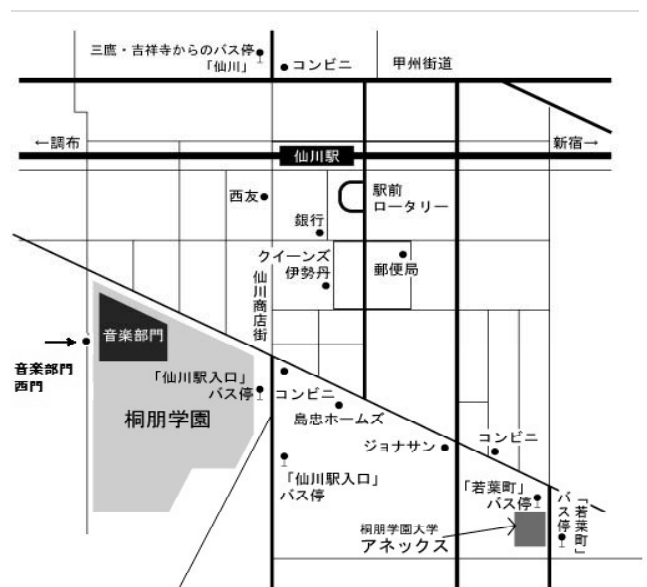 三鷹・吉祥寺からのバス停
「仙川」
コンビニ
甲州街道
←調布
仙川駅
新宿→
西友
駅前
ロータリー
銀行
クイーンズ
伊勢丹
郵便局
仙川商店街
音楽部門
音楽部門
西門
「仙川駅入口」
バス停
コンビニ
島忠ホームズ
桐朋学園
ジョナサン
コンビニ
「仙川駅入口」
バス停
「若葉町」
バス停
「若葉町」
バス停
桐朋学園大学
アネックス